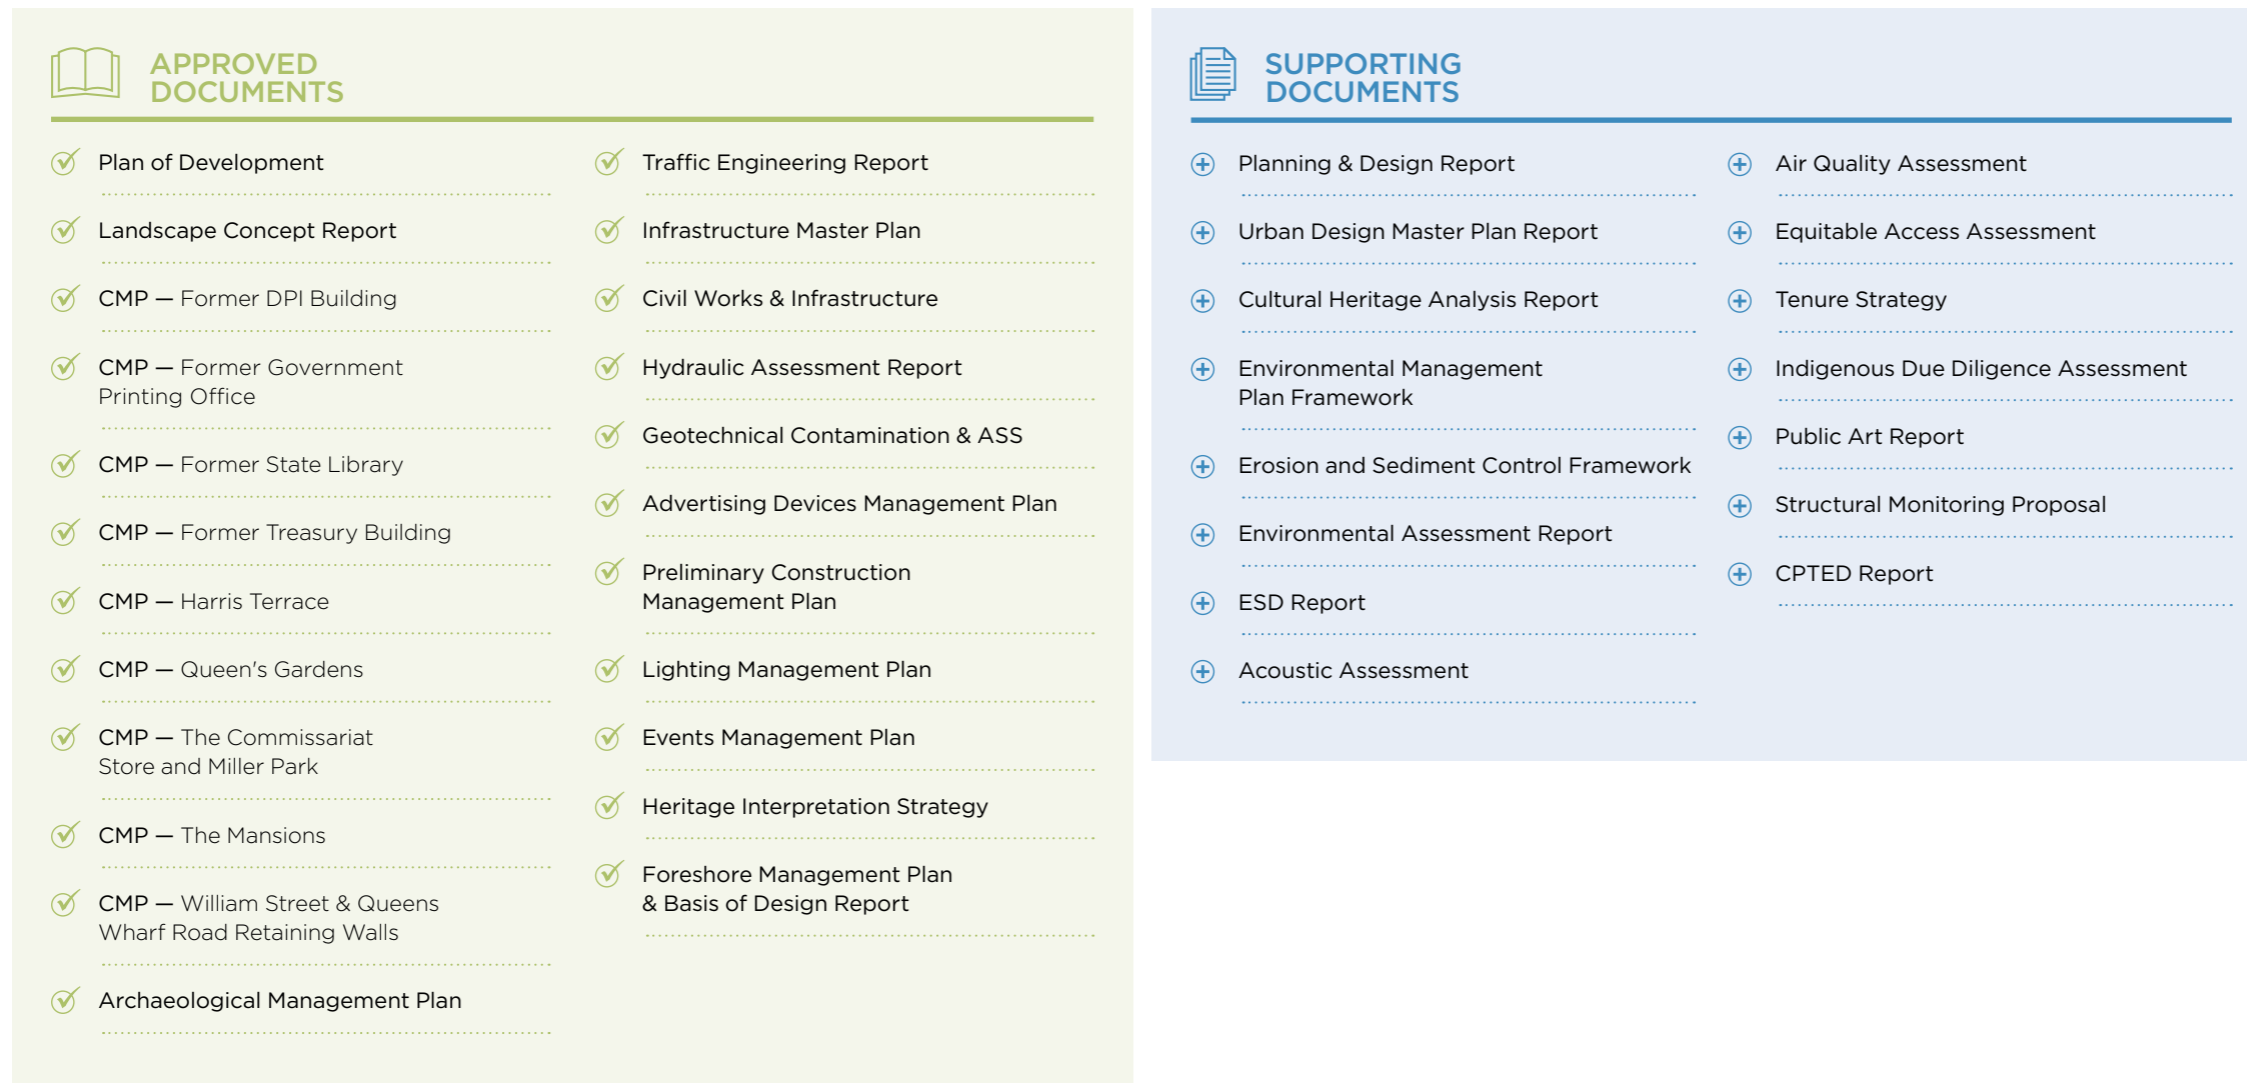 APPROVED
DOCUMENTS
Plan of Development
Landscape Concept Report
CMP — Former DPI Building
CMP — Former Government
Printing Office
CMP — Former State Library
CMP — Former Treasury Building
CMP — Harris Terrace
CMP — Queen's Gardens
CMP — The Commissariat
Store and Miller Park
CMP — The Mansions
CMP — William Street & Queens
Wharf Road Retaining Walls
Archaeological Management Plan
Traffic Engineering Report
Infrastructure Master Plan
Civil Works & Infrastructure
Hydraulic Assessment Report
Geotechnical Contamination & ASS
Advertising Devices Management Plan
Preliminary Construction
Management Plan
Lighting Management Plan
Events Management Plan
Heritage Interpretation Strategy
Foreshore Management Plan
& Basis of Design Report
SUPPORTING
DOCUMENTS
Planning & Design Report
Urban Design Master Plan Report
Cultural Heritage Analysis Report
Environmental Management
Plan Framework
Erosion and Sediment Control Framework
Environmental Assessment Report
ESD Report
Acoustic Assessment
Air Quality Assessment
Equitable Access Assessment
Tenure Strategy
Indigenous Due Diligence Assessment
Public Art Report
Structural Monitoring Proposal
CPTED Report